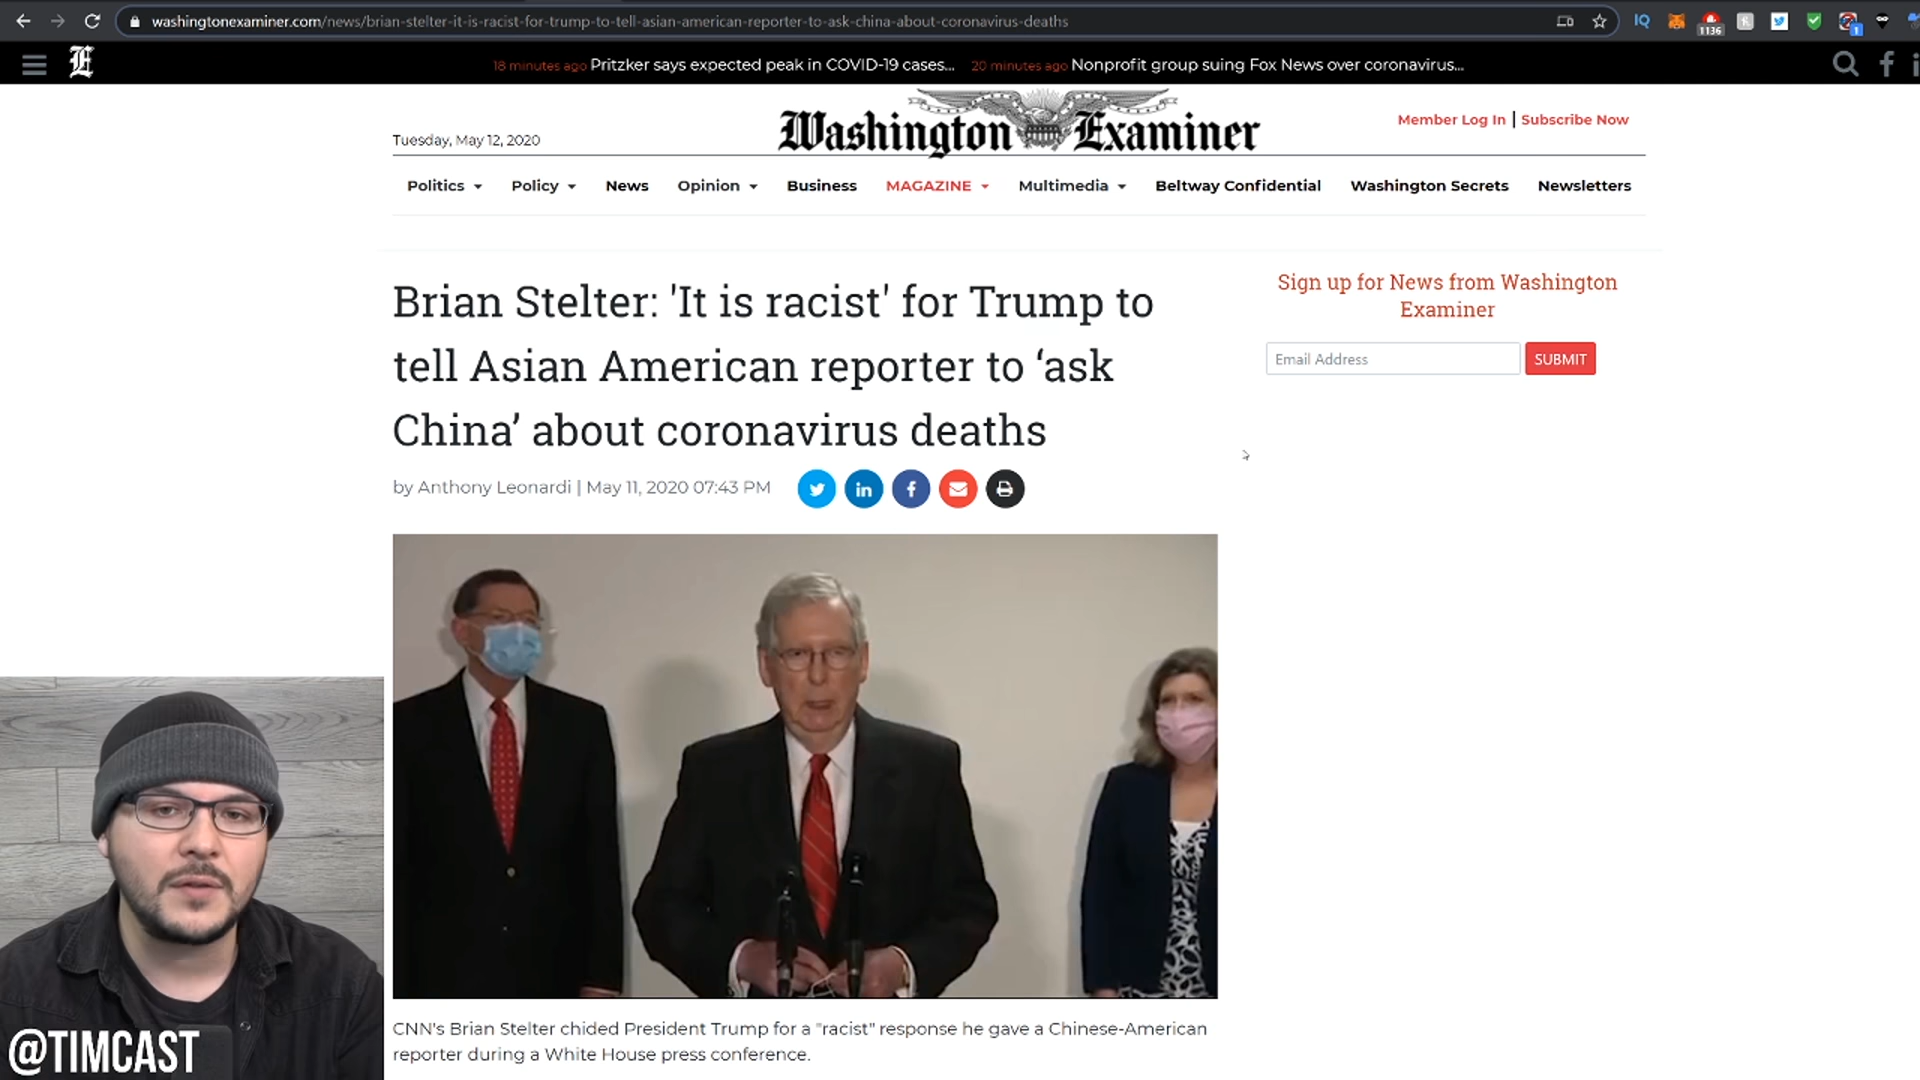 washingtonexaminer.com/news/brian-stelter-it-is-racist-for-trump-to-tell-asian-american-reporter-to-ask-china-about-coronavirus-deaths
IQ
1136
1
E
18 minutes ago Pritzker says expected peak in COVID-19 cases... 20 minutes ago Nonprofit group suing Fox News over coronavirus...
Tuesday, May 12, 2020
Washington Examiner
Member Log In | Subscribe Now
Politics Policy News Opinion Business MAGAZINE Multimedia Beltway Confidential Washington Secrets Newsletters
Brian Stelter: 'It is racist' for Trump to
tell Asian American reporter to ‘ask
China’ about coronavirus deaths
by Anthony Leonardi | May 11, 2020 07:43 PM
Sign up for News from Washington
Examiner
Email Address SUBMIT
CNN's Brian Stelter chided President Trump for a "racist" response he gave a Chinese-American
reporter during a White House press conference.
@TIMCAST